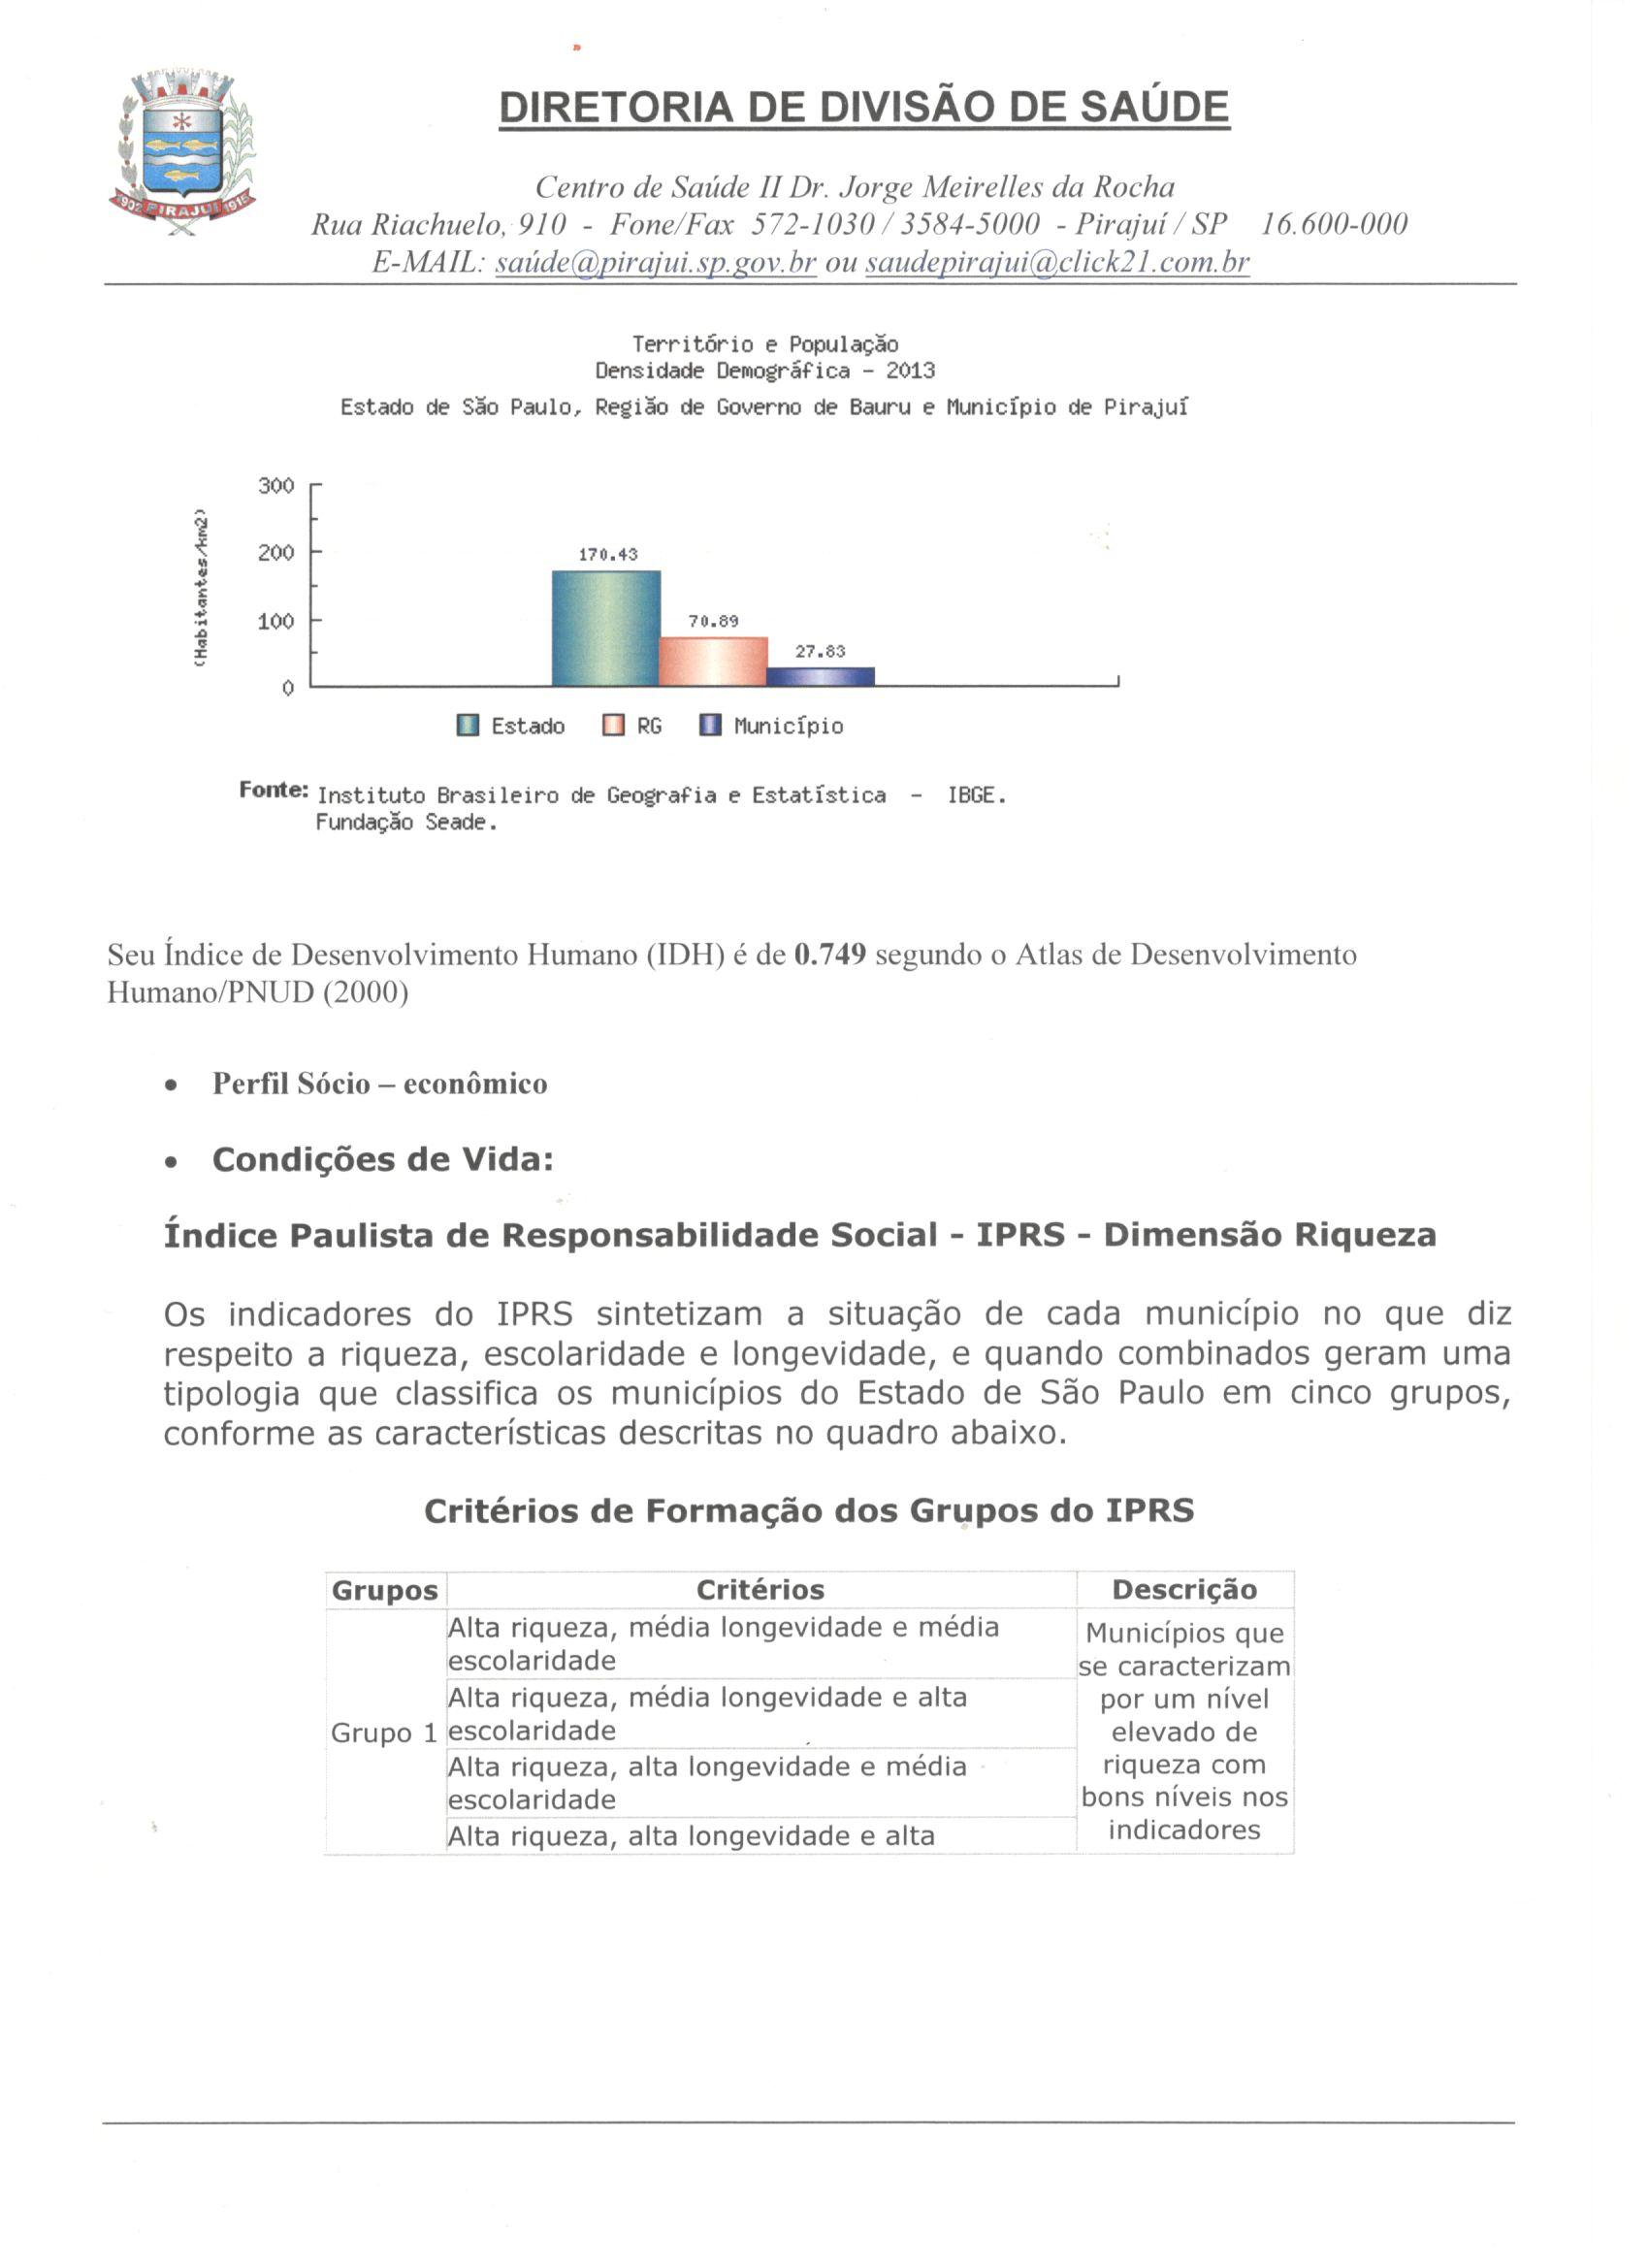 DIRETORIA DE DIVISÃO DE SAÚDE
1902 PIRAJUÍ 1915
Centro de Saúde II Dr. Jorge Meirelles da Rocha
Rua Riachuelo, 910 - Fone/Fax 572-1030 / 3584-5000 - Pirajuí / SP 16.600-000
E-MAIL: saúde@pirajui.sp.gov.br ou saudepirajui@click21.com.br
Território e População
Densidade Demográfica - 2013
Estado de São Paulo, Região de Governo de Bauru e Município de Pirajuí
(Habitantes/km2)
300
200
100
0
170.43
70.89
27.83
Estado RG Município
Fonte: Instituto Brasileiro de Geografia e Estatística - IBGE.
Fundação Seade.
Seu Índice de Desenvolvimento Humano (IDH) é de 0.749 segundo o Atlas de Desenvolvimento
Humano/PNUD (2000)
• Perfil Sócio – econômico
• Condições de Vida:
Índice Paulista de Responsabilidade Social - IPRS - Dimensão Riqueza
Os indicadores do IPRS sintetizam a situação de cada município no que diz
respeito a riqueza, escolaridade e longevidade, e quando combinados geram uma
tipologia que classifica os municípios do Estado de São Paulo em cinco grupos,
conforme as características descritas no quadro abaixo.
Critérios de Formação dos Grupos do IPRS
Grupos Critérios Descrição
Grupo 1
Alta riqueza, média longevidade e média
escolaridade
Alta riqueza, média longevidade e alta
escolaridade
Alta riqueza, alta longevidade e média
escolaridade
Alta riqueza, alta longevidade e alta
Municípios que
se caracterizam
por um nível
elevado de
riqueza com
bons níveis nos
indicadores